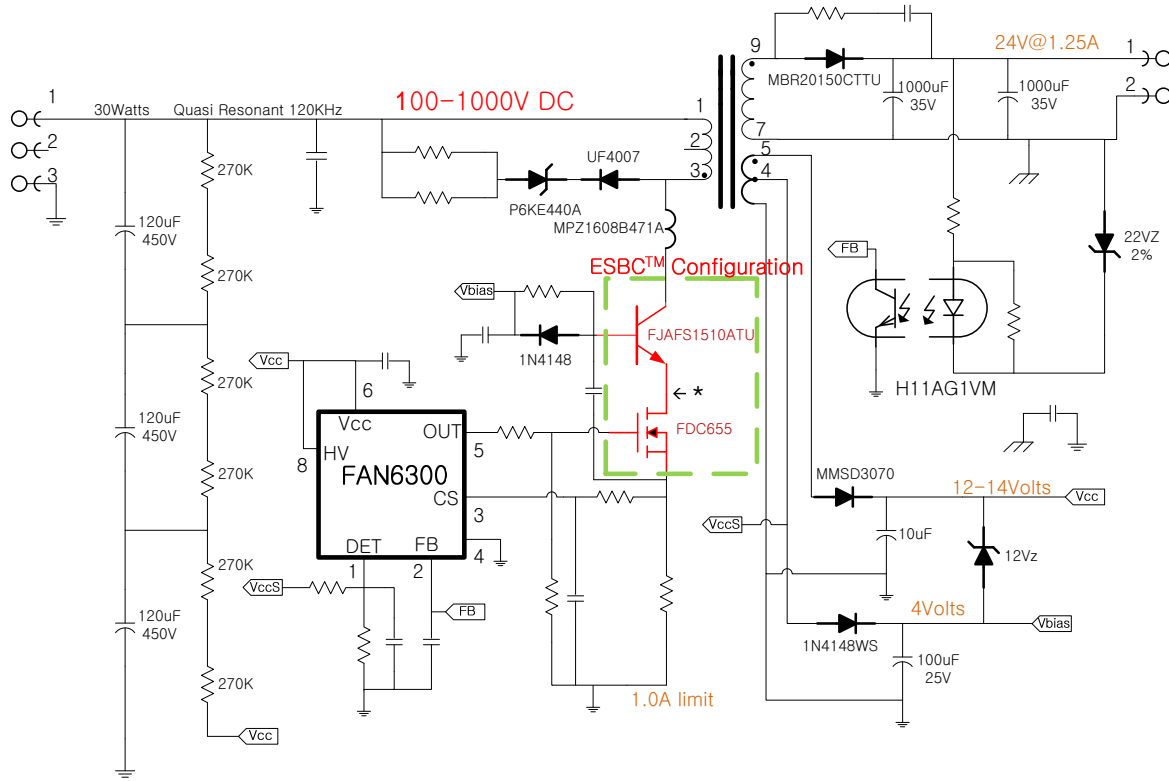 9
24V@1.25A
1
MBR20150CTTU
1000uF
35V
1000uF
35V
2
1
30Watts
Quasi Resonant 120KHz
100-1000V DC
1
2
2
3
3
7
5
4
270K
UF4007
P6KE440A
MPZ1608B471A
120uF
450V
22VZ
2%
FB
270K
ESBC™ Configuration
Vbias
FJAFS1510ATU
1N4148
H11AG1VM
Vcc
6
270K
← *
Vcc
OUT
5
FDC655
120uF
450V
HV
8
FAN6300
270K
CS
3
MMSD3070
12-14Volts
Vcc
VccS
10uF
DET
FB
4
12Vz
1
2
270K
VccS
FB
4Volts
Vbias
120uF
450V
1N4148WS
100uF
25V
270K
1.0A limit
Vcc